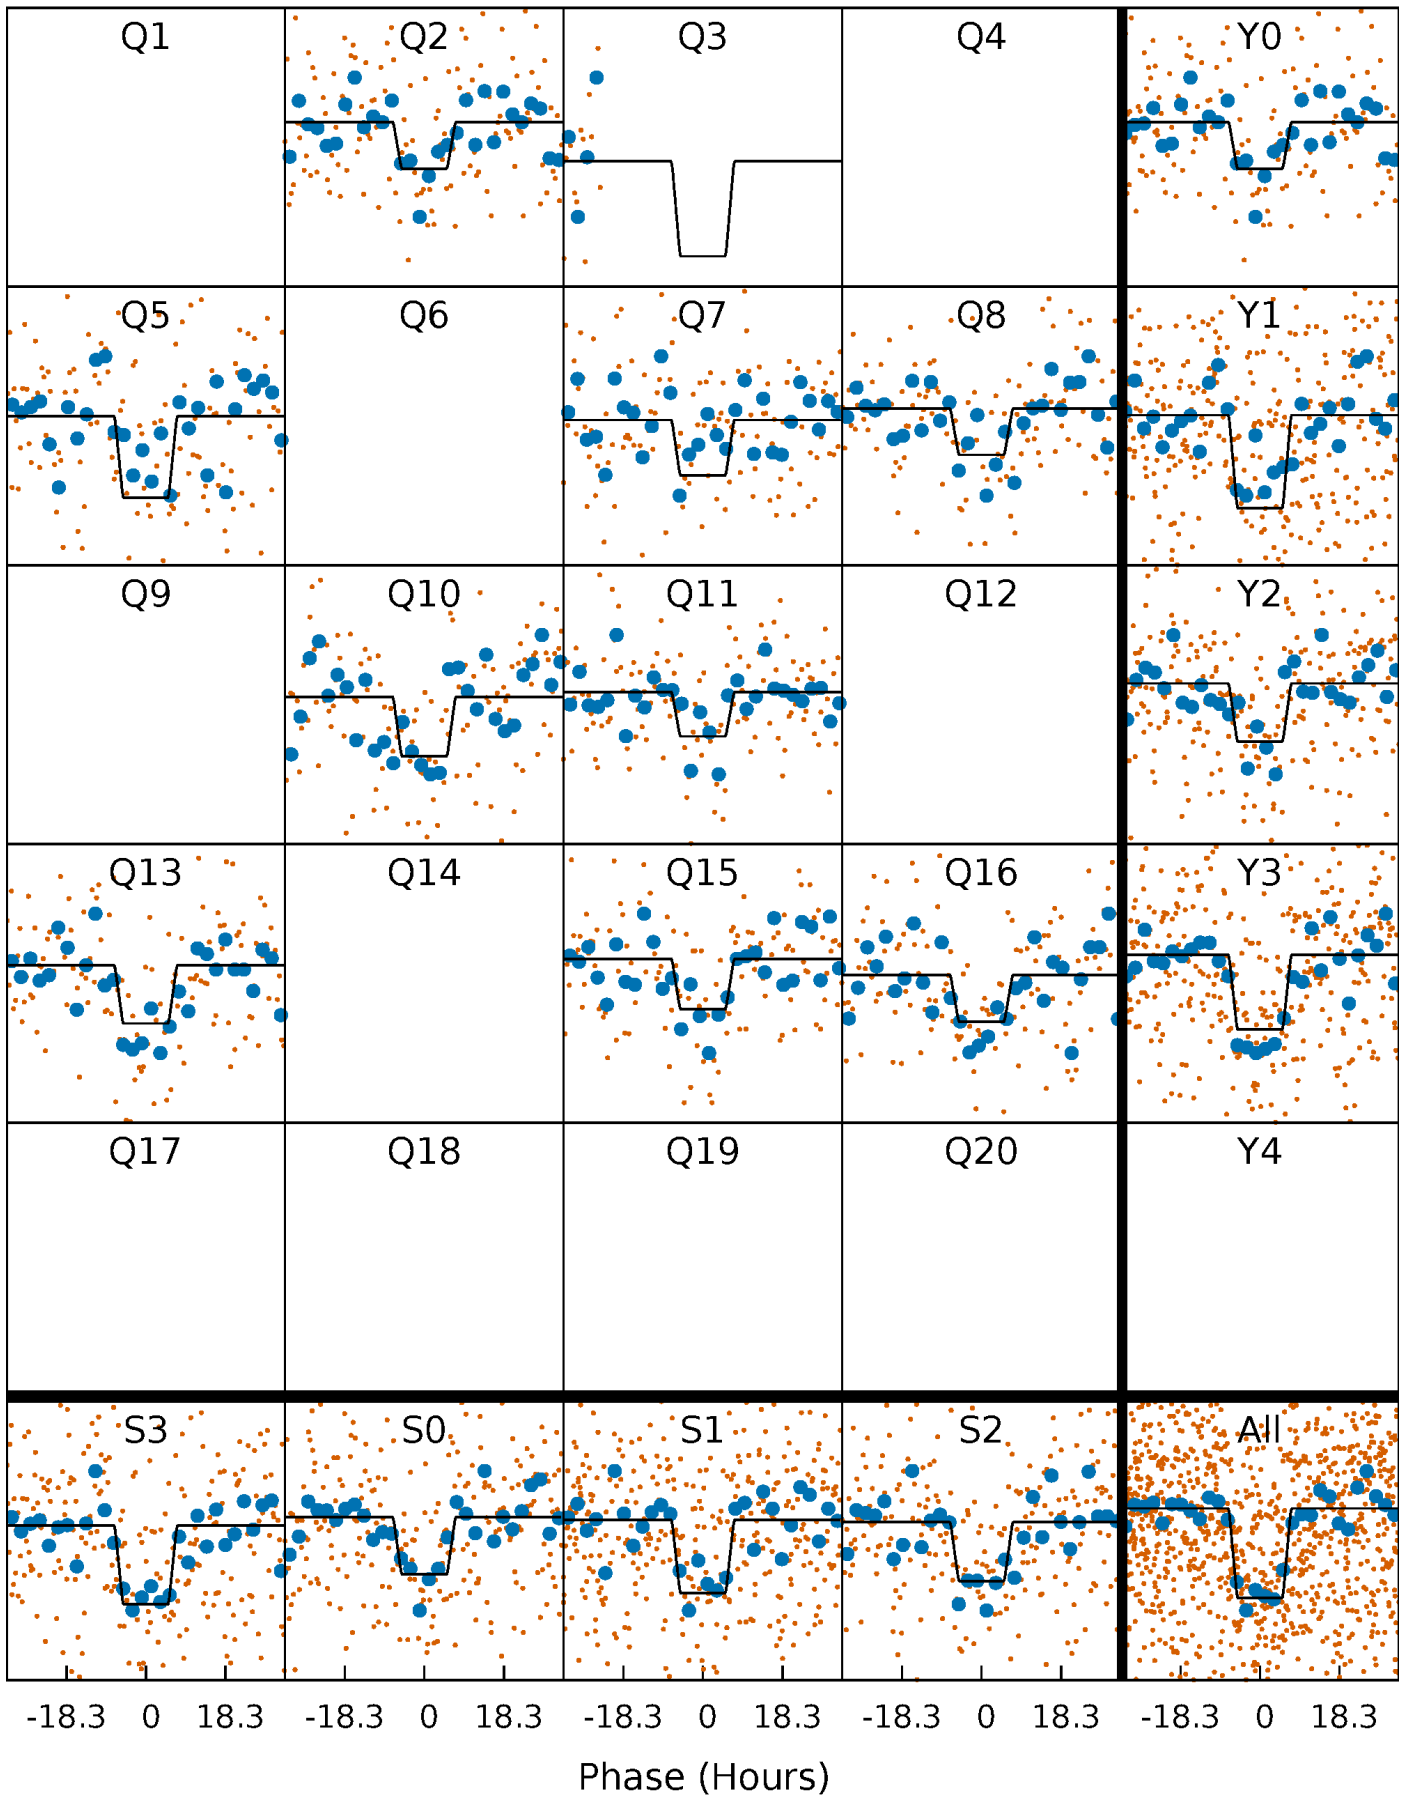 Q1 Q2 Q3 Q4 Y0
Q5 Q6 Q7 Q8 Y1
Q9 Q10 Q11 Q12 Y2
Q13 Q14 Q15 Q16 Y3
Q17 Q18 Q19 Q20 Y4
S3 S0 S1 S2 All
-18.3 0 18.3 -18.3 0 18.3 -18.3 0 18.3 -18.3 0 18.3 -18.3 0 18.3
Phase (Hours)